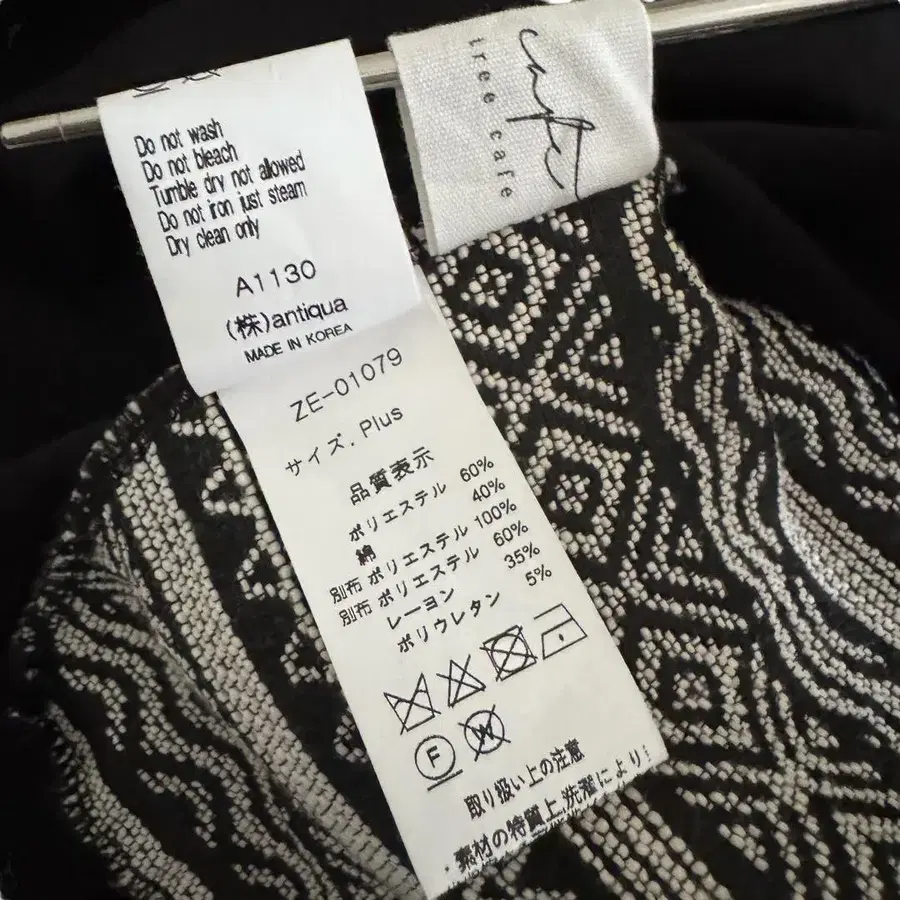 Do not wash
Do not bleach
Tumble dry not allowed
Do not iron just steam
Dry clean only
A1130
(株)antiqua
MADE IN KOREA
tree cafe
ZE-01079
サイズ. Plus
品質表示
ポリエステル 60%
綿 40%
別布 ポリエステル 100%
別布 ポリエステル 60%
レーヨン 35%
ポリウレタン 5%
F
W
取り扱い上の注意
・素材の特質上,洗濯により